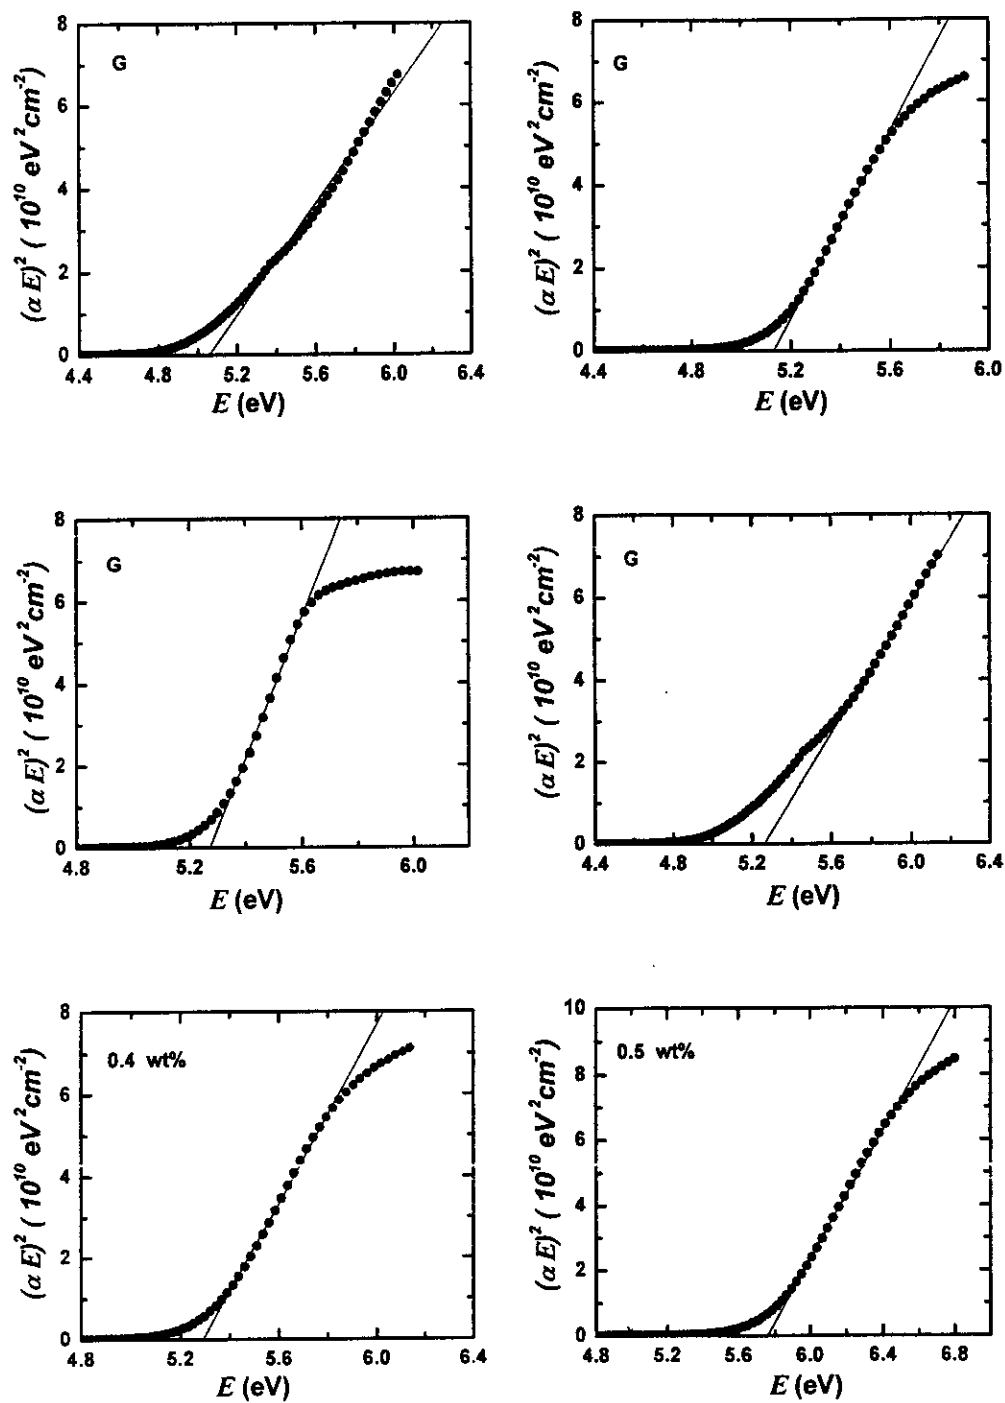 8
6
4
2
0
G
(α E)² ( 10¹⁰ eV² cm⁻²)
4.4 4.8 5.2 5.6 6.0 6.4
E (eV)
8
6
4
2
0
G
(α E)² ( 10¹⁰ eV² cm⁻²)
4.4 4.8 5.2 5.6 6.0
E (eV)
8
6
4
2
0
G
(α E)² ( 10¹⁰ eV² cm⁻²)
4.8 5.2 5.6 6.0
E (eV)
8
6
4
2
0
G
(α E)² ( 10¹⁰ eV² cm⁻²)
4.4 4.8 5.2 5.6 6.0 6.4
E (eV)
8
6
4
2
0
0.4 wt%
(α E)² ( 10¹⁰ eV² cm⁻²)
4.8 5.2 5.6 6.0 6.4
E (eV)
10
8
6
4
2
0
0.5 wt%
(α E)² ( 10¹⁰ eV² cm⁻²)
4.8 5.2 5.6 6.0 6.4 6.8
E (eV)